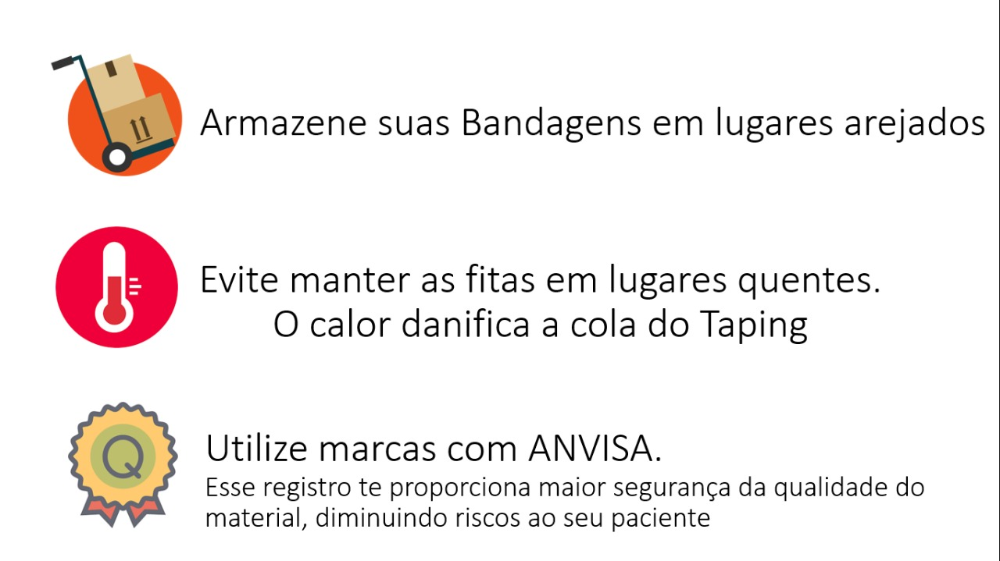 Armazene suas Bandagens em lugares arejados
Evite manter as fitas em lugares quentes.
O calor danifica a cola do Taping
Q
Utilize marcas com ANVISA.
Esse registro te proporciona maior segurança da qualidade do
material, diminuindo riscos ao seu paciente